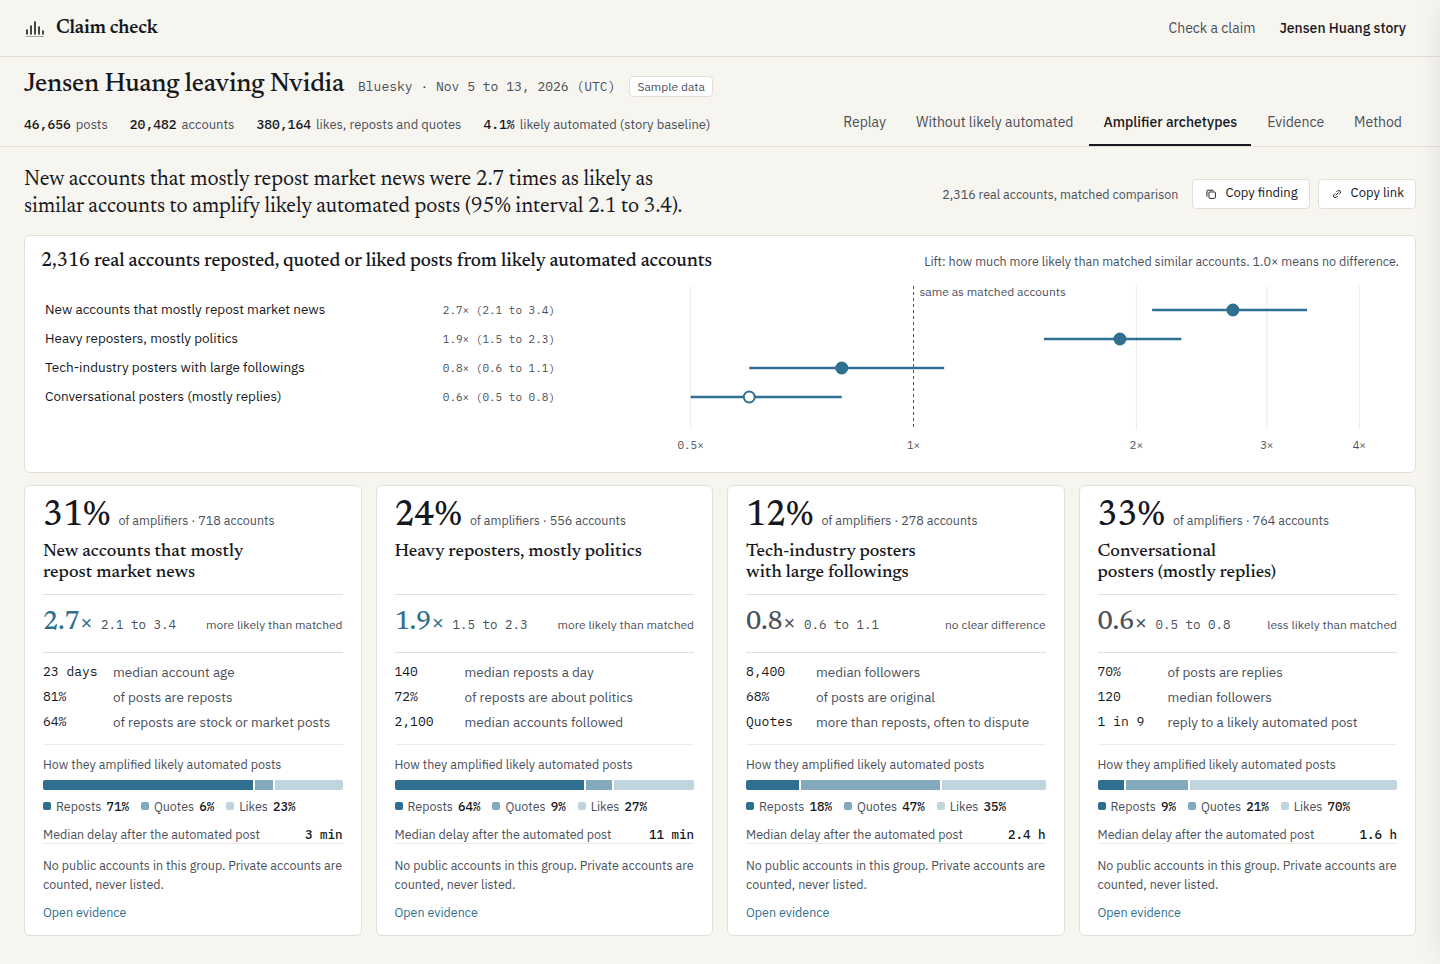 Claim check
Check a claim
Jensen Huang story
Jensen Huang leaving Nvidia
Bluesky · Nov 5 to 13, 2026 (UTC)
Sample data
46,656 posts
20,482 accounts
380,164 likes, reposts and quotes
4.1% likely automated (story baseline)
Replay
Without likely automated
Amplifier archetypes
Evidence
Method
New accounts that mostly repost market news were 2.7 times as likely as
similar accounts to amplify likely automated posts (95% interval 2.1 to 3.4).
2,316 real accounts, matched comparison
Copy finding
Copy link
2,316 real accounts reposted, quoted or liked posts from likely automated accounts
Lift: how much more likely than matched similar accounts. 1.0× means no difference.
same as matched accounts
New accounts that mostly repost market news
2.7× (2.1 to 3.4)
Heavy reposters, mostly politics
1.9× (1.5 to 2.3)
Tech-industry posters with large followings
0.8× (0.6 to 1.1)
Conversational posters (mostly replies)
0.6× (0.5 to 0.8)
0.5×
1×
2×
3×
4×
31% of amplifiers · 718 accounts
New accounts that mostly
repost market news
2.7× 2.1 to 3.4
more likely than matched
23 days median account age
81% of posts are reposts
64% of reposts are stock or market posts
How they amplified likely automated posts
Reposts 71% Quotes 6% Likes 23%
Median delay after the automated post 3 min
No public accounts in this group. Private accounts are
counted, never listed.
Open evidence
24% of amplifiers · 556 accounts
Heavy reposters, mostly politics
1.9× 1.5 to 2.3
more likely than matched
140 median reposts a day
72% of reposts are about politics
2,100 median accounts followed
How they amplified likely automated posts
Reposts 64% Quotes 9% Likes 27%
Median delay after the automated post 11 min
No public accounts in this group. Private accounts are
counted, never listed.
Open evidence
12% of amplifiers · 278 accounts
Tech-industry posters
with large followings
0.8× 0.6 to 1.1
no clear difference
8,400 median followers
68% of posts are original
Quotes more than reposts, often to dispute
How they amplified likely automated posts
Reposts 18% Quotes 47% Likes 35%
Median delay after the automated post 2.4 h
No public accounts in this group. Private accounts are
counted, never listed.
Open evidence
33% of amplifiers · 764 accounts
Conversational
posters (mostly replies)
0.6× 0.5 to 0.8
less likely than matched
70% of posts are replies
120 median followers
1 in 9 reply to a likely automated post
How they amplified likely automated posts
Reposts 9% Quotes 21% Likes 70%
Median delay after the automated post 1.6 h
No public accounts in this group. Private accounts are
counted, never listed.
Open evidence